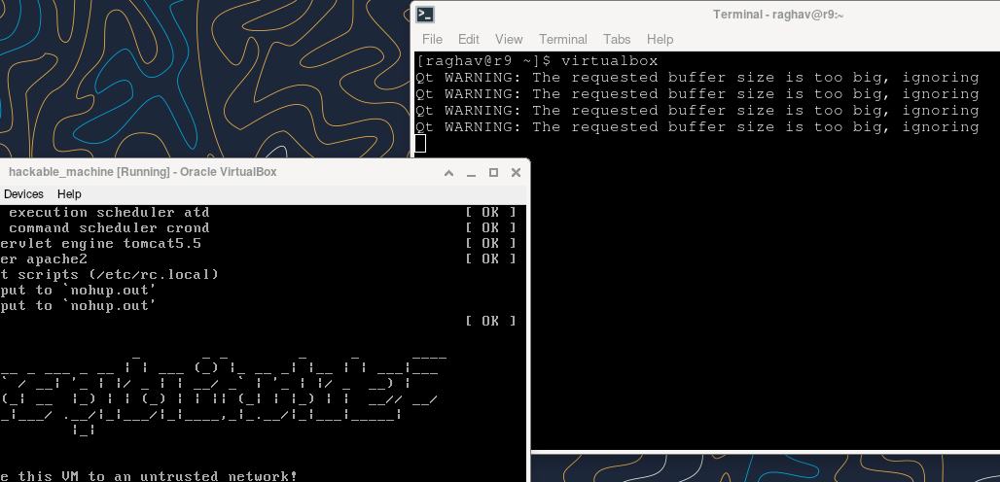 Terminal - raghav@r9:~
File Edit View Terminal Tabs Help
[raghav@r9 ~]$ virtualbox
Qt WARNING: The requested buffer size is too big, ignoring
Qt WARNING: The requested buffer size is too big, ignoring
Qt WARNING: The requested buffer size is too big, ignoring
Qt WARNING: The requested buffer size is too big, ignoring
hackable_machine [Running] - Oracle VirtualBox
Devices Help
execution scheduler atd [ OK ]
command scheduler crond [ OK ]
ervlet engine tomcat5.5 [ OK ]
er apache2 [ OK ]
t scripts (/etc/rc.local)
put to `nohup.out'
put to `nohup.out'
[ OK ]
e this VM to an untrusted network!